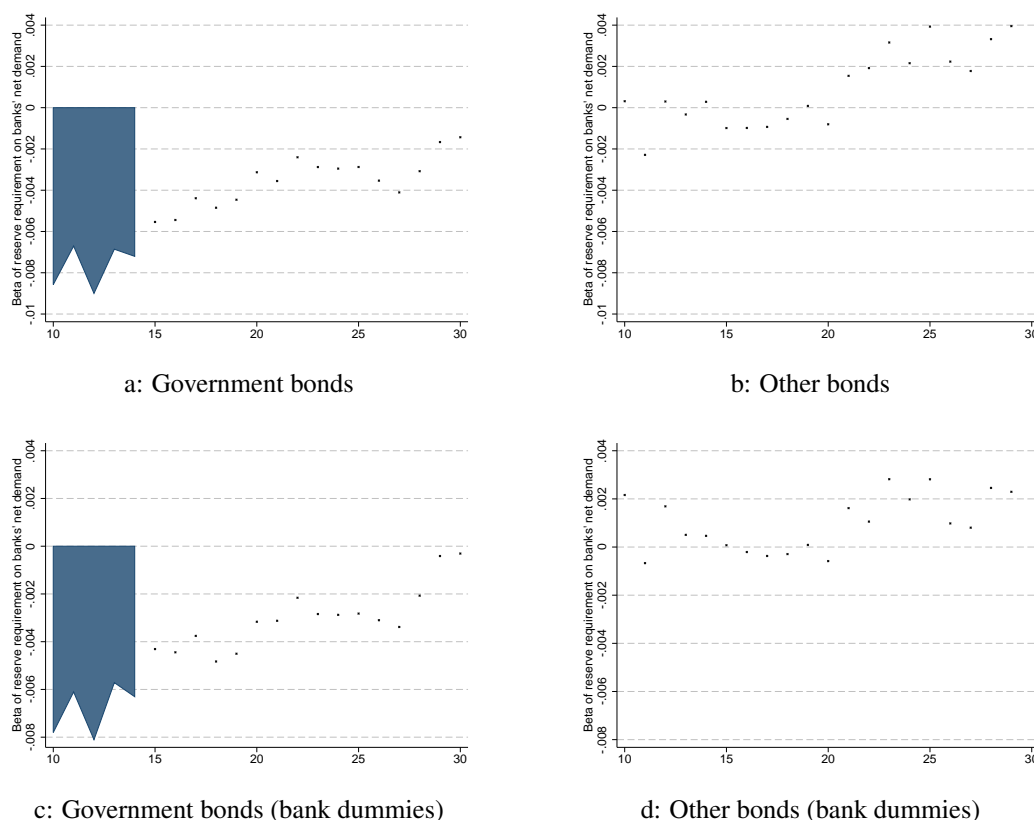 Beta of reserve requirement on banks' net demand
.004
.002
0
-.002
-.004
-.006
-.008
-.01
10 15 20 25 30
a: Government bonds
Beta of reserve requirement on banks' net demand
.004
.002
0
-.002
-.004
-.006
-.008
-.01
10 15 20 25 30
b: Other bonds
Beta of reserve requirement on banks' net demand
.004
.002
0
-.002
-.004
-.006
-.008
10 15 20 25 30
c: Government bonds (bank dummies)
Beta of reserve requirement on banks' net demand
.004
.002
0
-.002
-.004
-.006
.008
10 15 20 25 30
d: Other bonds (bank dummies)